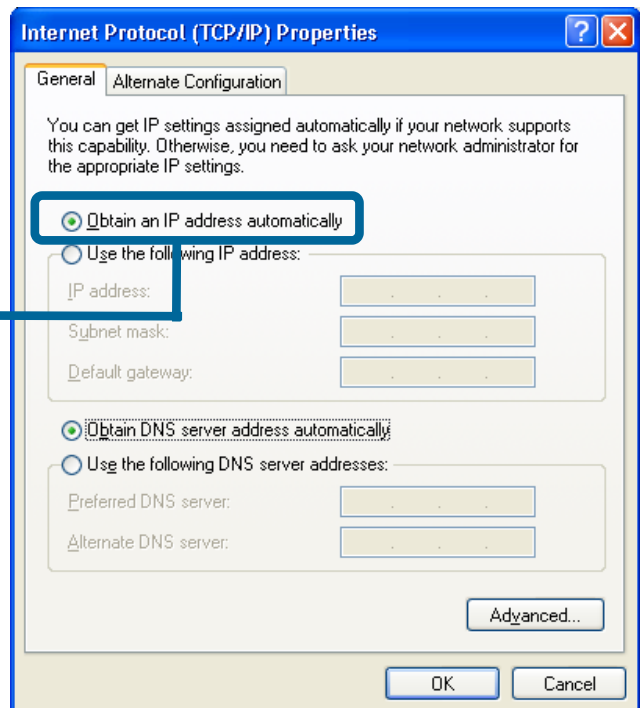 Internet Protocol (TCP/IP) Properties
General
Alternate Configuration
You can get IP settings assigned automatically if your network supports
this capability. Otherwise, you need to ask your network administrator for
the appropriate IP settings.
Obtain an IP address automatically
Use the following IP address:
IP address:
Subnet mask:
Default gateway:
Obtain DNS server address automatically
Use the following DNS server addresses:
Preferred DNS server:
Alternate DNS server:
Advanced...
OK
Cancel